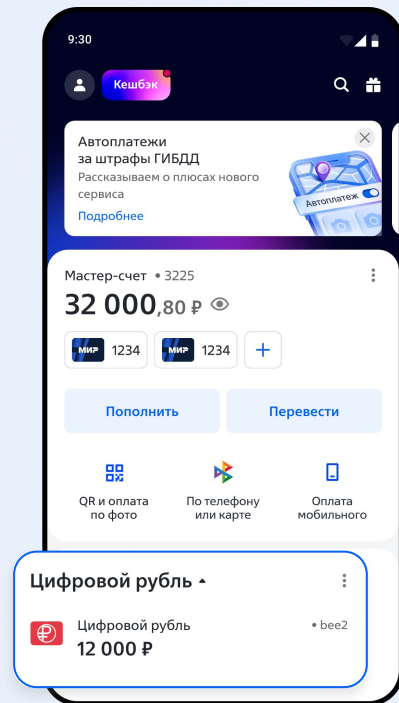 9:30
Кешбэк
Автоплатежи
за штрафы ГИБДД
Рассказываем о плюсах нового
сервиса
Подробнее
Автоплатеж
Мастер-счет • 3225
32 000,80 ₽
МИР 1234 МИР 1234 +
Пополнить Перевести
QR и оплата По телефону Оплата
по фото или карте мобильного
Цифровой рубль
Цифровой рубль • bee2
12 000 ₽